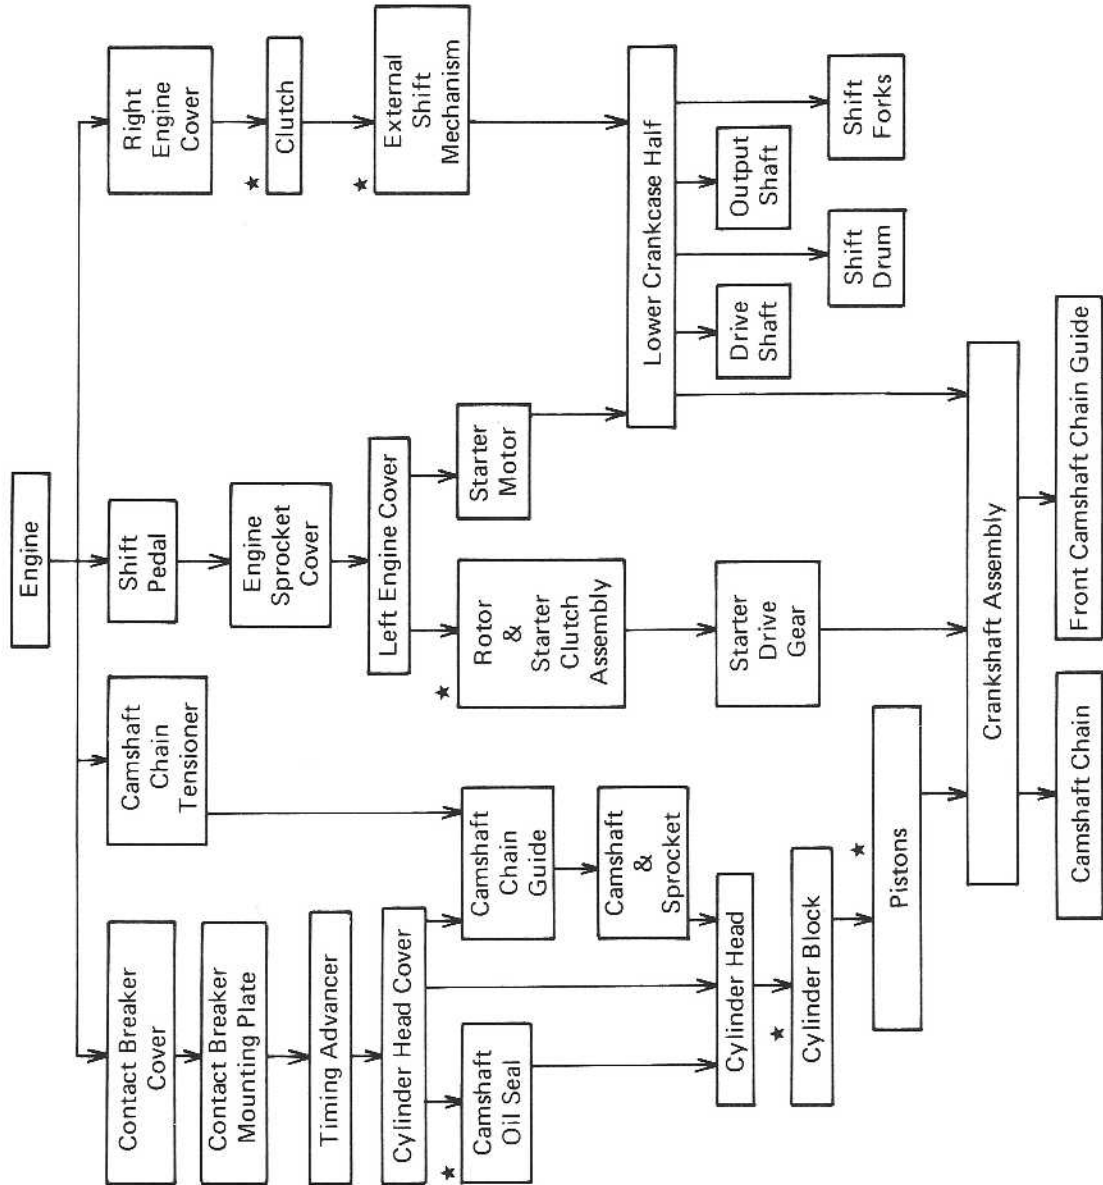 Engine
Contact Breaker
Cover
Camshaft
Chain
Tensioner
Shift
Pedal
Right
Engine
Cover
Contact Breaker
Mounting Plate
Engine
Sprocket
Cover
★
Clutch
Timing Advancer
Cylinder Head Cover
Left Engine Cover
★
External
Shift
Mechanism
★
Camshaft
Oil Seal
Camshaft
Chain
Guide
★
Rotor
&
Starter
Clutch
Assembly
Starter
Motor
Camshaft
&
Sprocket
Lower Crankcase Half
Cylinder Head
Starter
Drive
Gear
Drive
Shaft
Output
Shaft
★
Cylinder Block
Shift
Drum
Shift
Forks
★
Pistons
Crankshaft Assembly
Camshaft Chain
Front Camshaft Chain Guide